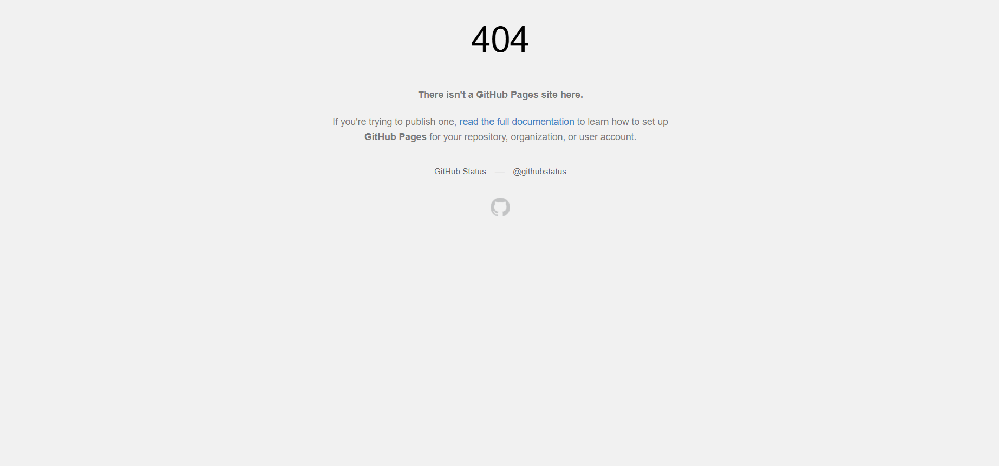 404
There isn't a GitHub Pages site here.
If you're trying to publish one, read the full documentation to learn how to set up
GitHub Pages for your repository, organization, or user account.
GitHub Status — @githubstatus